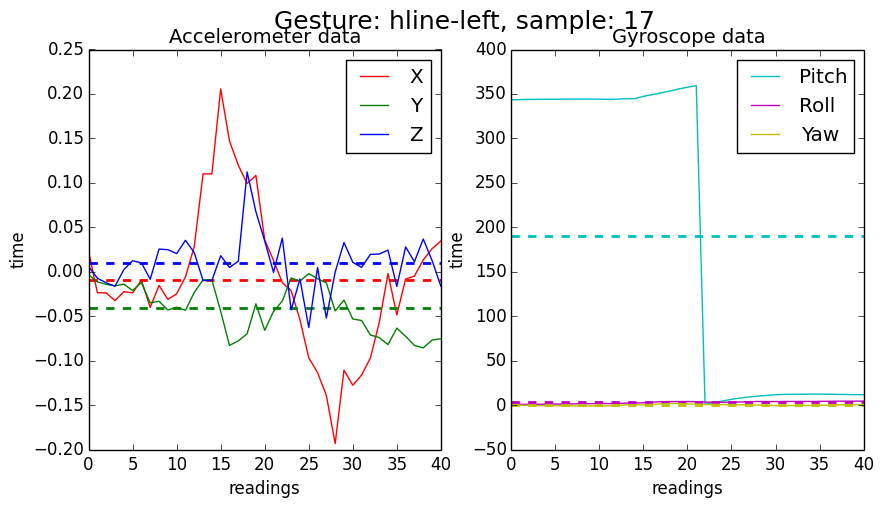 Gesture: hline-left, sample: 17
Accelerometer data
0.25
0.20
0.15
0.10
0.05
0.00
−0.05
−0.10
−0.15
−0.20
time
0 5 10 15 20 25 30 35 40
readings
X
Y
Z
Gyroscope data
400
350
300
250
200
150
100
50
0
−50
time
0 5 10 15 20 25 30 35 40
readings
Pitch
Roll
Yaw